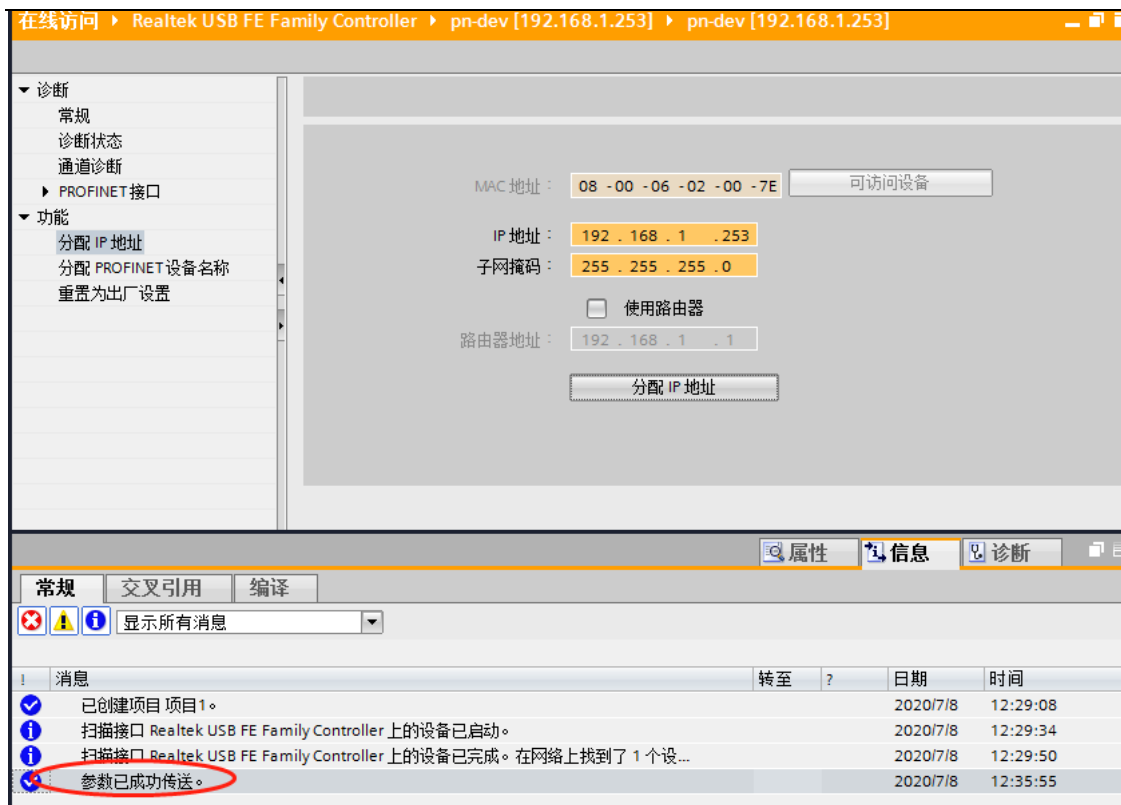 在线访问 ▸ Realtek USB FE Family Controller ▸ pn-dev [192.168.1.253] ▸ pn-dev [192.168.1.253]
诊断
常规
诊断状态
通道诊断
PROFINET接口
功能
分配 IP 地址
分配 PROFINET设备名称
重置为出厂设置
MAC 地址： 08 -00 -06 -02 -00 -7E 可访问设备
IP 地址： 192 . 168 . 1 . 253
子网掩码： 255 . 255 . 255 . 0
使用路由器
路由器地址： 192 . 168 . 1 . 1
分配 IP 地址
属性 信息 诊断
常规 交叉引用 编译
显示所有消息
! 消息 转至 ? 日期 时间
已创建项目 项目1。 2020/7/8 12:29:08
扫描接口 Realtek USB FE Family Controller 上的设备已启动。 2020/7/8 12:29:34
扫描接口 Realtek USB FE Family Controller 上的设备已完成。在网络上找到了 1 个设... 2020/7/8 12:29:50
参数已成功传送。 2020/7/8 12:35:55